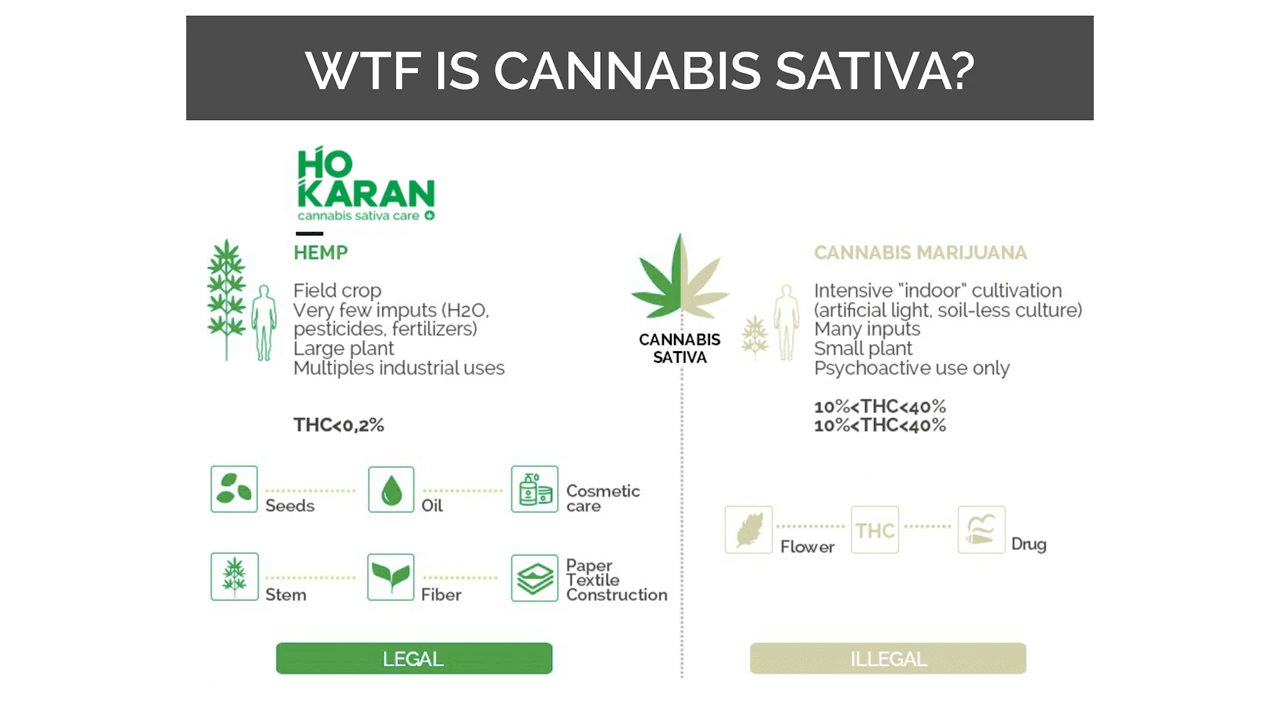 WTF IS CANNABIS SATIVA?
HO
KARAN
cannabis sativa care
HEMP
Field crop
Very few imputs (H2O,
pesticides, fertilizers)
Large plant
Multiples industrial uses
THC<0,2%
Seeds
Oil
Cosmetic
care
Stem
Fiber
Paper
Textile
Construction
LEGAL
CANNABIS
SATIVA
CANNABIS MARIJUANA
Intensive "indoor" cultivation
(artificial light, soil-less culture)
Many inputs
Small plant
Psychoactive use only
10%<THC<40%
10%<THC<40%
Flower
THC
Drug
ILLEGAL